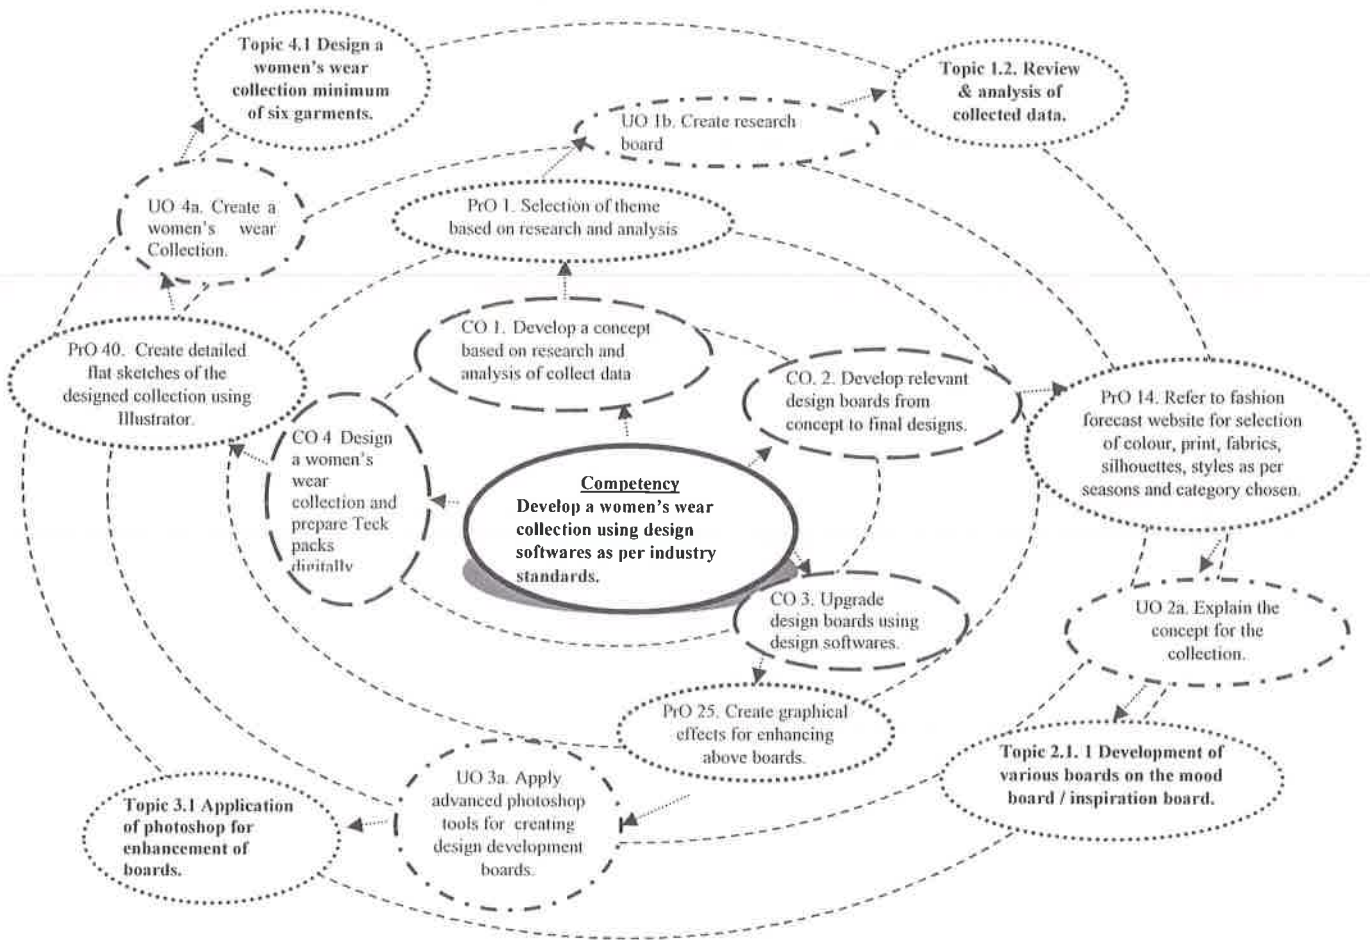 Topic 4.1 Design a
women's wear
collection minimum
of six garments.
Topic 1.2. Review
& analysis of
collected data.
UO 1b. Create research
board
UO 4a. Create a
women's wear
Collection.
PrO 1. Selection of theme
based on research and analysis
PrO 40. Create detailed
flat sketches of the
designed collection using
Illustrator.
CO 1. Develop a concept
based on research and
analysis of collect data
CO. 2. Develop relevant
design boards from
concept to final designs.
PrO 14. Refer to fashion
forecast website for selection
of colour, print, fabrics,
silhouettes, styles as per
seasons and category chosen.
CO 4 Design
a women's
wear
collection and
prepare Teck
packs
digitally
Competency
Develop a women's wear
collection using design
softwares as per industry
standards.
CO 3. Upgrade
design boards using
design softwares.
UO 2a. Explain the
concept for the
collection.
PrO 25. Create graphical
effects for enhancing
above boards.
Topic 2.1. 1 Development of
various boards on the mood
board / inspiration board.
UO 3a. Apply
advanced photoshop
tools for creating
design development
boards.
Topic 3.1 Application
of photoshop for
enhancement of
boards.